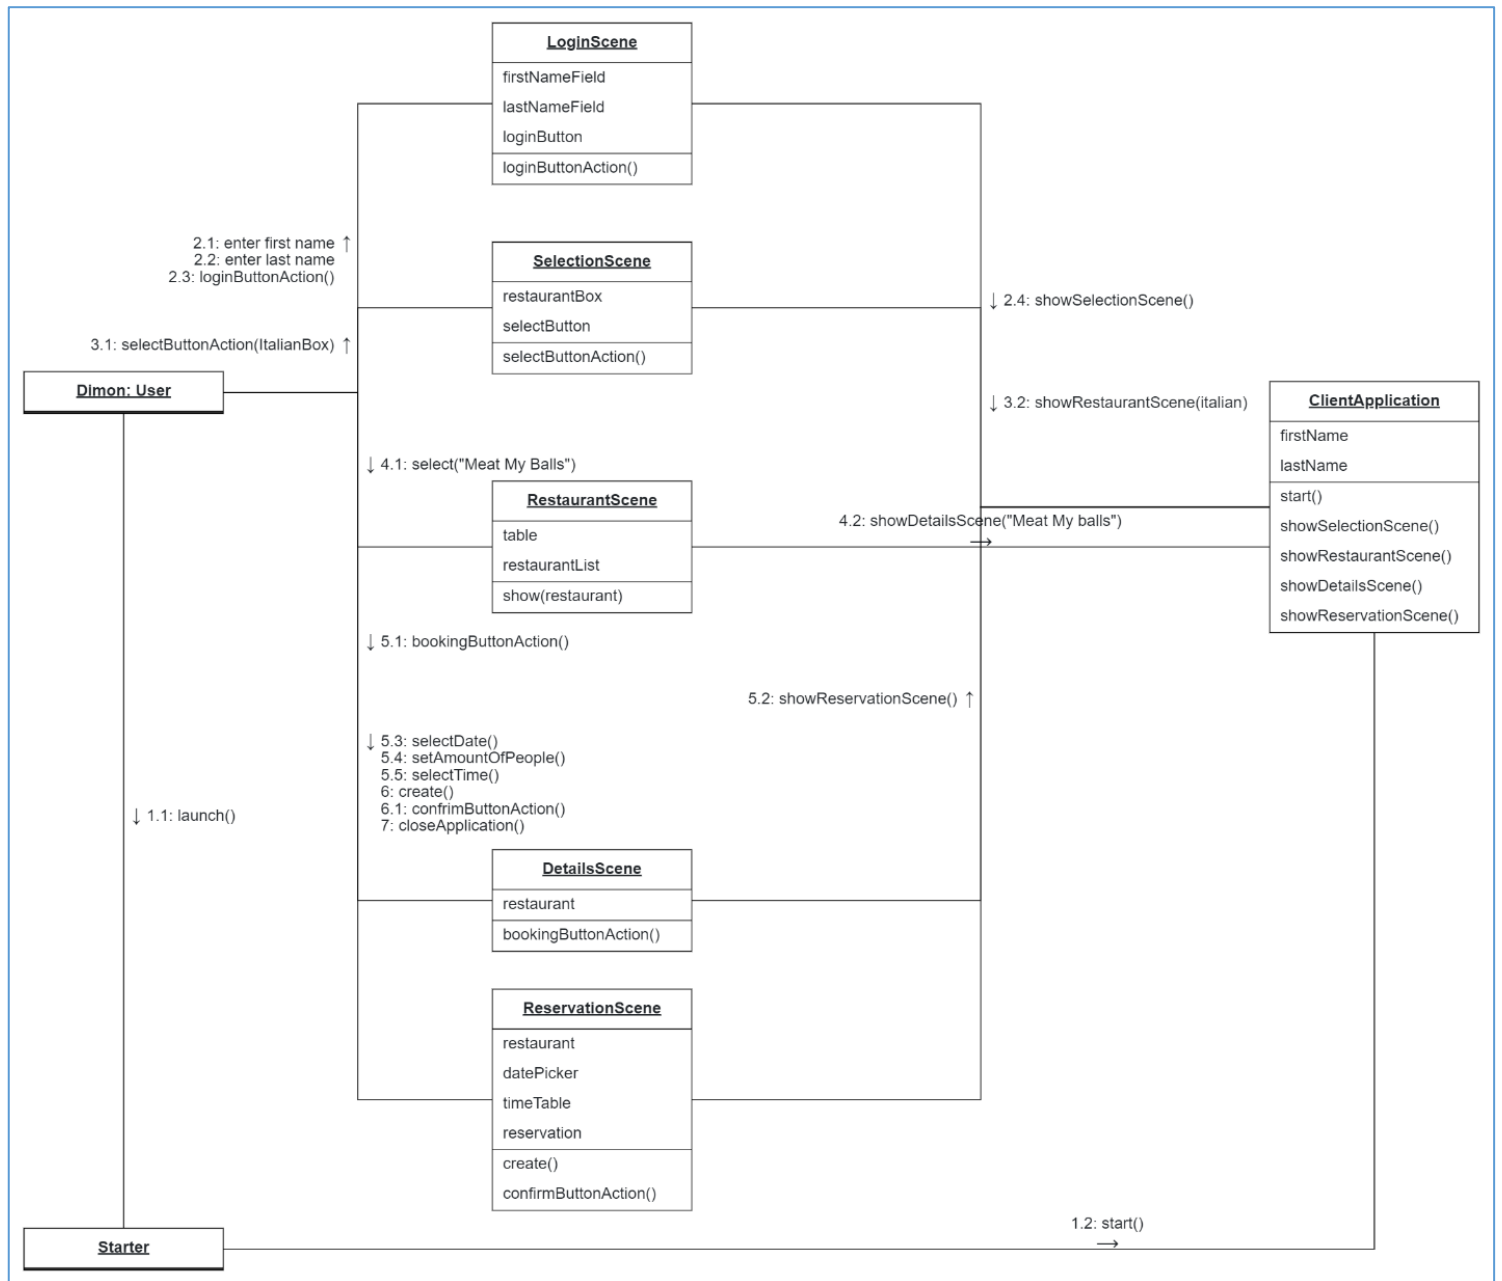 LoginScene
firstNameField
lastNameField
loginButton
loginButtonAction()
2.1: enter first name ↑
2.2: enter last name
2.3: loginButtonAction()
SelectionScene
restaurantBox
selectButton
selectButtonAction()
↓ 2.4: showSelectionScene()
3.1: selectButtonAction(ItalianBox) ↑
Dimon: User
↓ 3.2: showRestaurantScene(italian)
ClientApplication
firstName
lastName
start()
showSelectionScene()
showRestaurantScene()
showDetailsScene()
showReservationScene()
↓ 4.1: select("Meat My Balls")
RestaurantScene
table
restaurantList
show(restaurant)
4.2: showDetailsScene("Meat My balls")
→
↓ 5.1: bookingButtonAction()
5.2: showReservationScene() ↑
↓ 5.3: selectDate()
5.4: setAmountOfPeople()
5.5: selectTime()
6: create()
6.1: confrimButtonAction()
7: closeApplication()
↓ 1.1: launch()
DetailsScene
restaurant
bookingButtonAction()
ReservationScene
restaurant
datePicker
timeTable
reservation
create()
confirmButtonAction()
1.2: start()
→
Starter